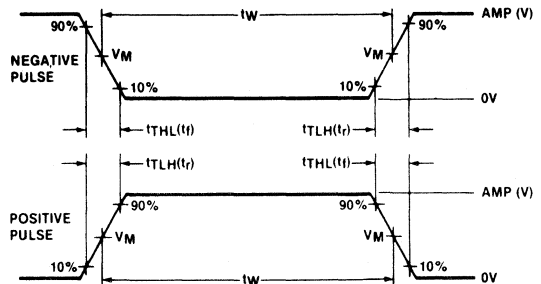 90% tW 90% AMP (V)
NEGATIVE PULSE VM VM
10% 10% 0V
tTHL(tf) tTLH(tr)
tTLH(tr) tTHL(tf)
AMP (V)
90% 90%
POSITIVE PULSE VM VM
10% tW 10% 0V